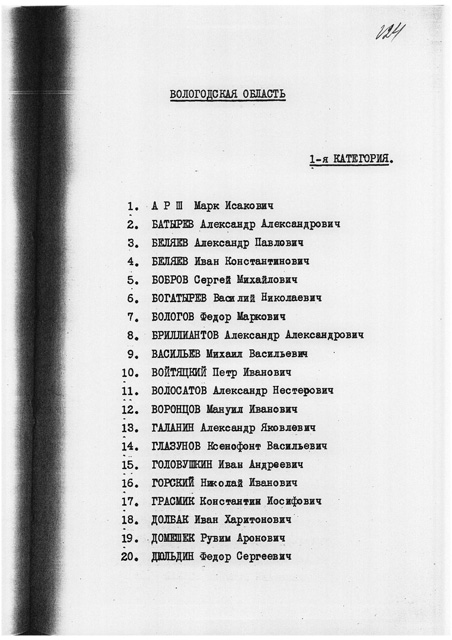 124
ВОЛОГОДСКАЯ ОБЛАСТЬ
1-я КАТЕГОРИЯ.
1. А Р Ш Марк Исакович
2. БАТЫРЕВ Александр Александрович
3. БЕЛЯЕВ Александр Павлович
4. БЕЛЯЕВ Иван Константинович
5. БОБРОВ Сергей Михайлович
6. БОГАТЫРЕВ Василий Николаевич
7. БОЛОГОВ Федор Маркович
8. БРИЛЛИАНТОВ Александр Александрович
9. ВАСИЛЬЕВ Михаил Васильевич
10. ВОЙТЯЦКИЙ Петр Иванович
11. ВОЛОСАТОВ Александр Нестерович
12. ВОРОНЦОВ Мануил Иванович
13. ГАЛАНИН Александр Яковлевич
14. ГЛАЗУНОВ Ксенофонт Васильевич
15. ГОЛОВУШКИН Иван Андреевич
16. ГОРСКИЙ Николай Иванович
17. ГРАСМИК Константин Иосифович
18. ДОЛБАК Иван Харитонович
19. ДОМЕШЕК Рувим Аронович
20. ДЮЛЬДИН Федор Сергеевич